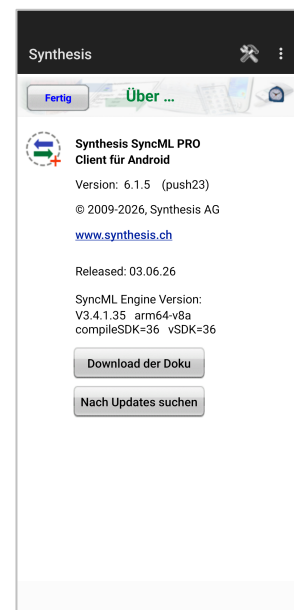 Synthesis
Fertig
Über ...
Synthesis SyncML PRO
Client für Android
Version: 6.1.5 (push23)
© 2009-2026, Synthesis AG
www.synthesis.ch
Released: 03.06.26
SyncML Engine Version:
V3.4.1.35 arm64-v8a
compileSDK=36 vSDK=36
Download der Doku
Nach Updates suchen